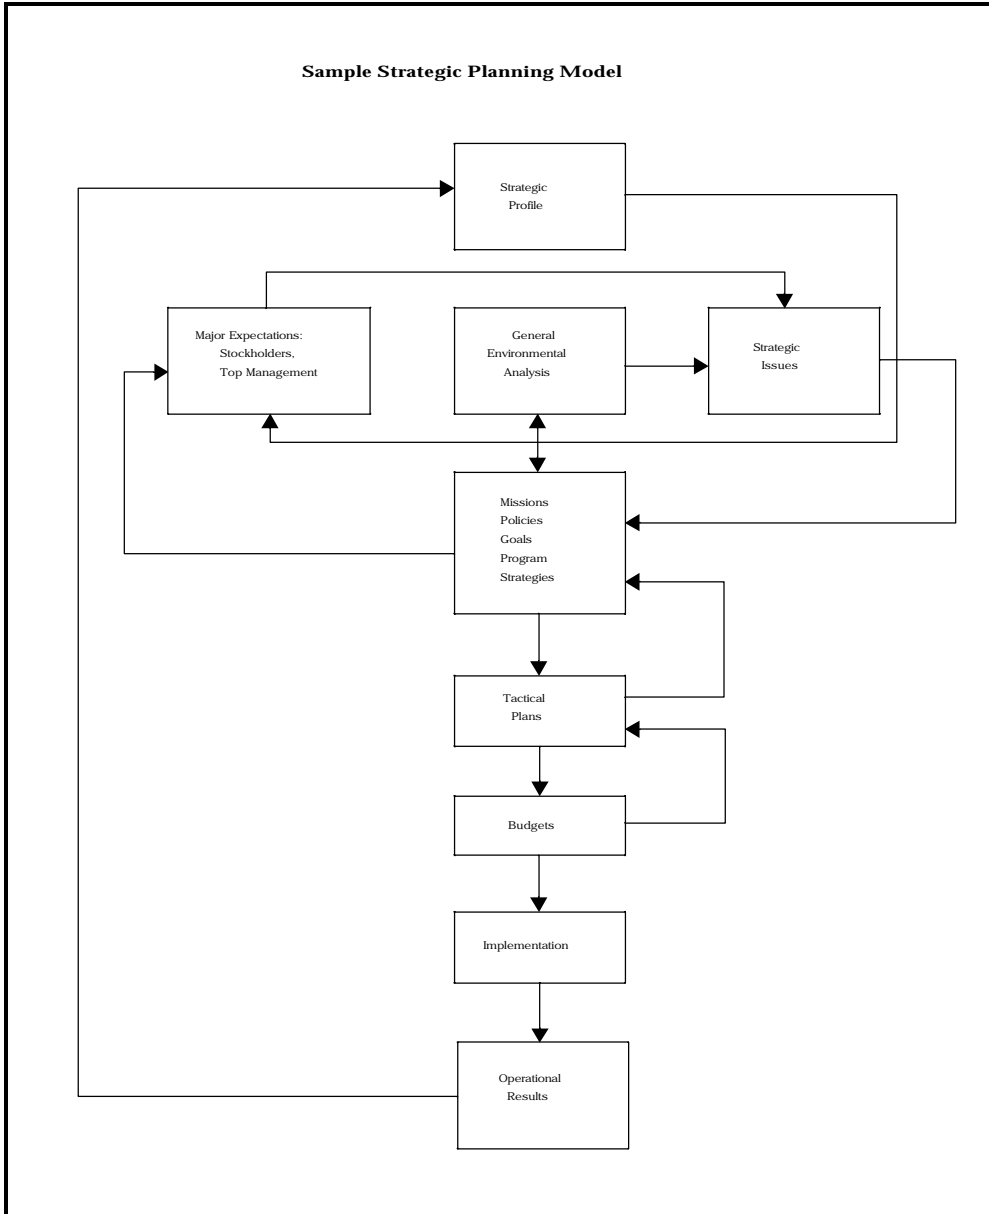 Sample Strategic Planning Model
Strategic
Profile
Major Expectations:
Stockholders,
Top Management
General
Environmental
Analysis
Strategic
Issues
Missions
Policies
Goals
Program
Strategies
Tactical
Plans
Budgets
Implementation
Operational
Results